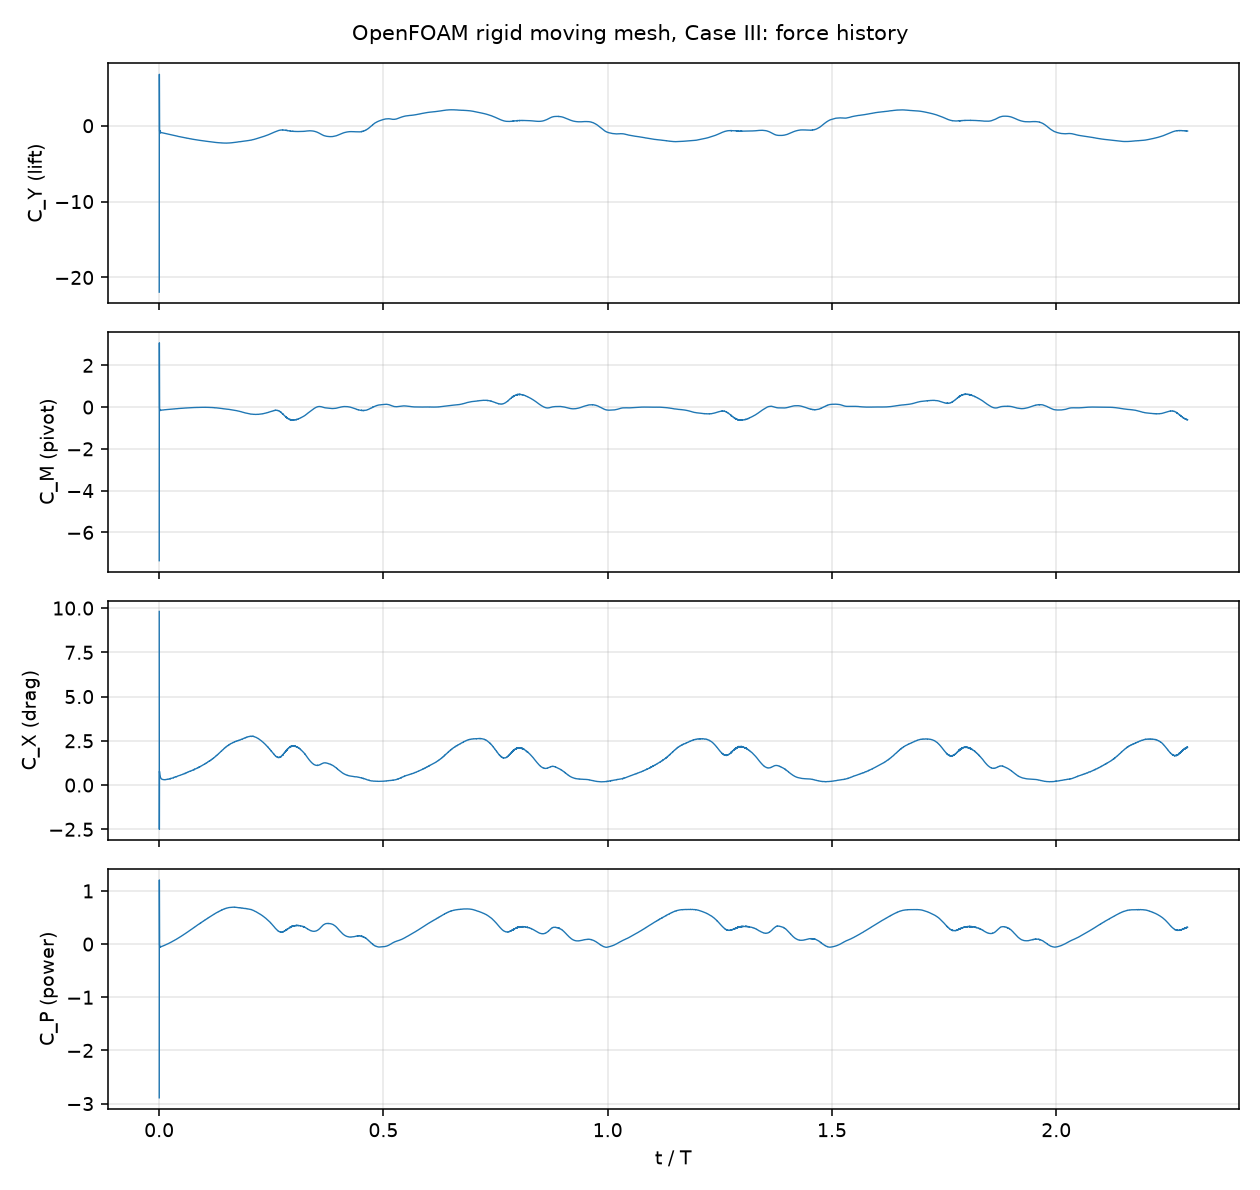 OpenFOAM rigid moving mesh, Case III: force history
C_Y (lift)
0
−10
−20
C_M (pivot)
2
0
−2
−4
−6
C_X (drag)
10.0
7.5
5.0
2.5
0.0
−2.5
C_P (power)
1
0
−1
−2
−3
0.0 0.5 1.0 1.5 2.0
t / T